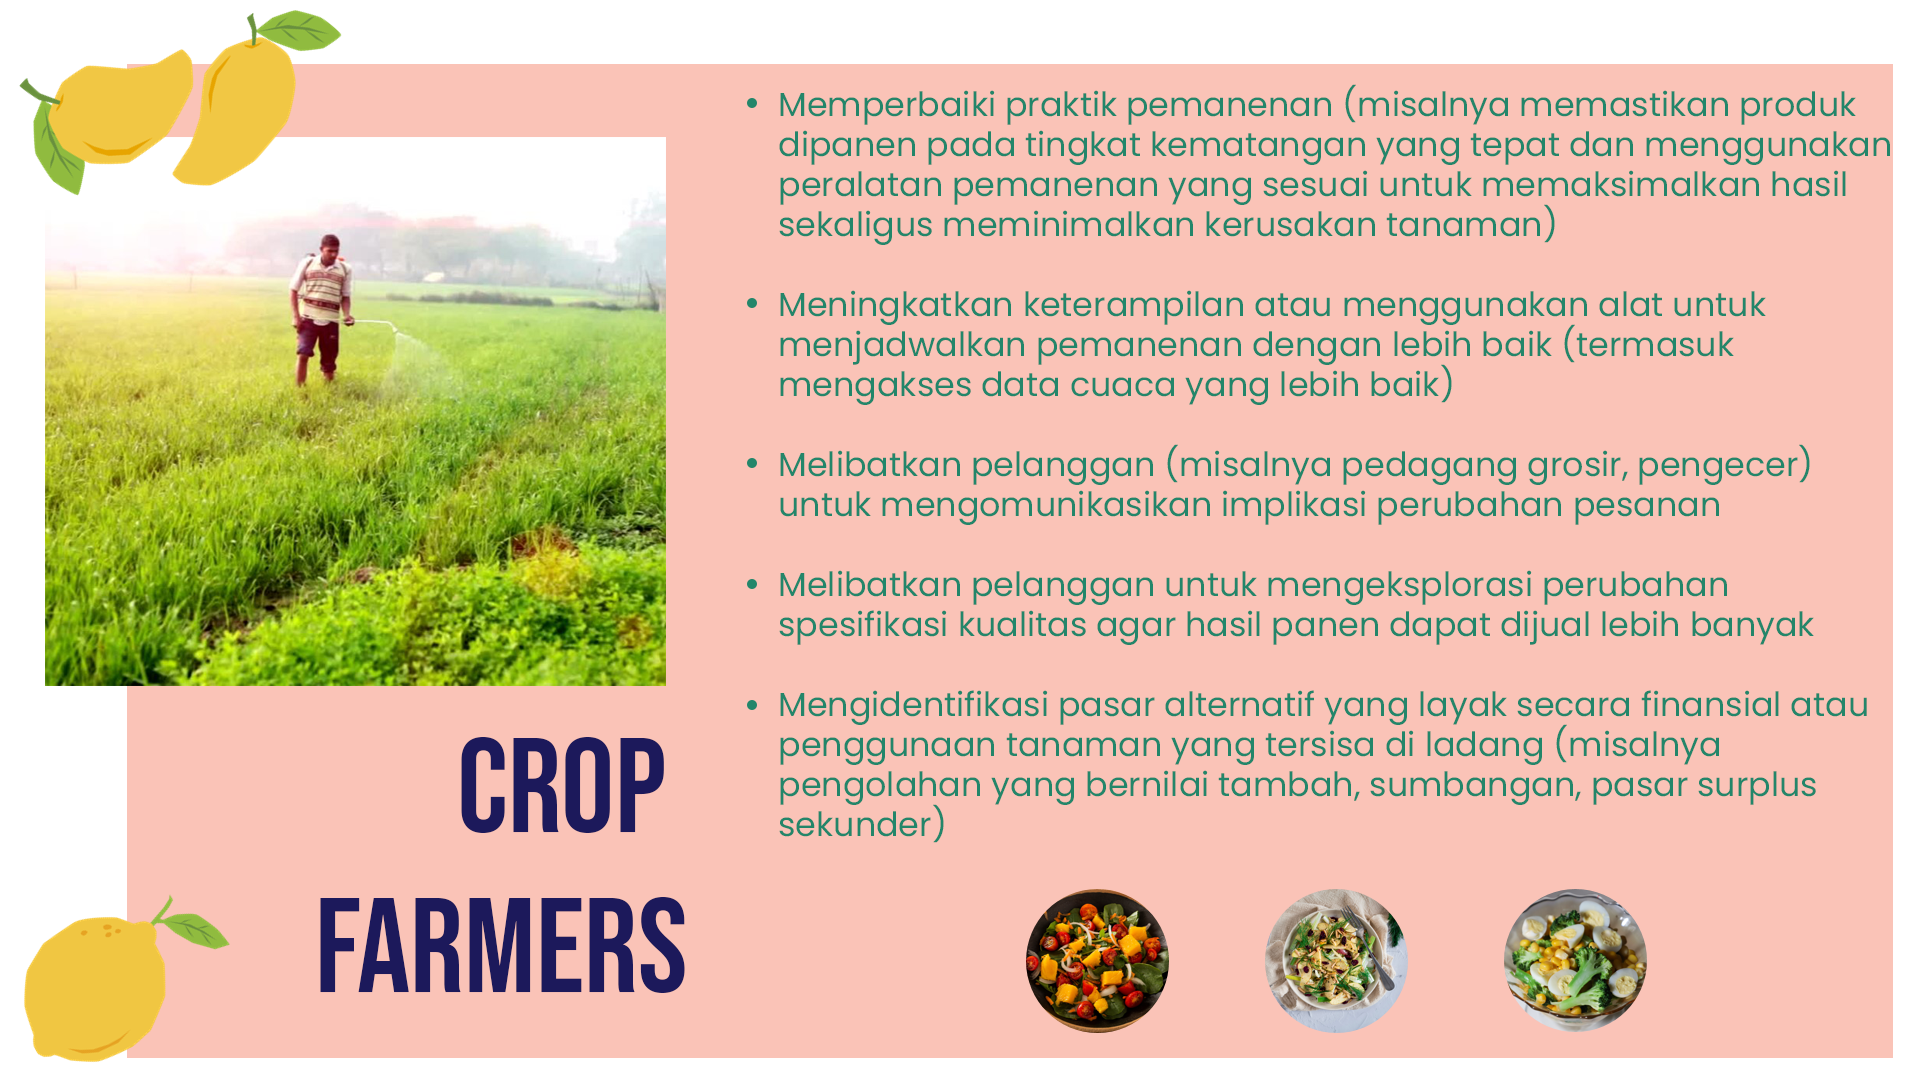 • Memperbaiki praktik pemanenan (misalnya memastikan produk
dipanen pada tingkat kematangan yang tepat dan menggunakan
peralatan pemanenan yang sesuai untuk memaksimalkan hasil
sekaligus meminimalkan kerusakan tanaman)
• Meningkatkan keterampilan atau menggunakan alat untuk
menjadwalkan pemanenan dengan lebih baik (termasuk
mengakses data cuaca yang lebih baik)
• Melibatkan pelanggan (misalnya pedagang grosir, pengecer)
untuk mengomunikasikan implikasi perubahan pesanan
• Melibatkan pelanggan untuk mengeksplorasi perubahan
spesifikasi kualitas agar hasil panen dapat dijual lebih banyak
• Mengidentifikasi pasar alternatif yang layak secara finansial atau
penggunaan tanaman yang tersisa di ladang (misalnya
pengolahan yang bernilai tambah, sumbangan, pasar surplus
sekunder)
CROP
FARMERS